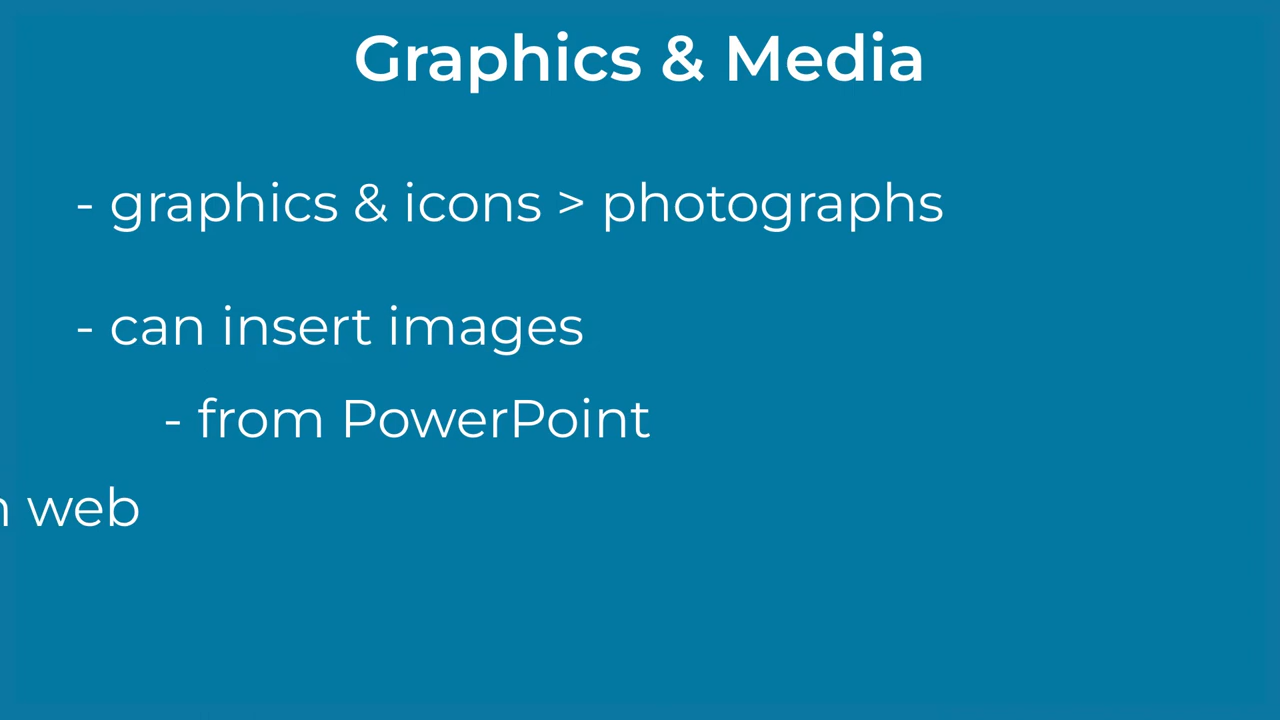 Graphics & Media
- graphics & icons > photographs
- can insert images
- from PowerPoint
web